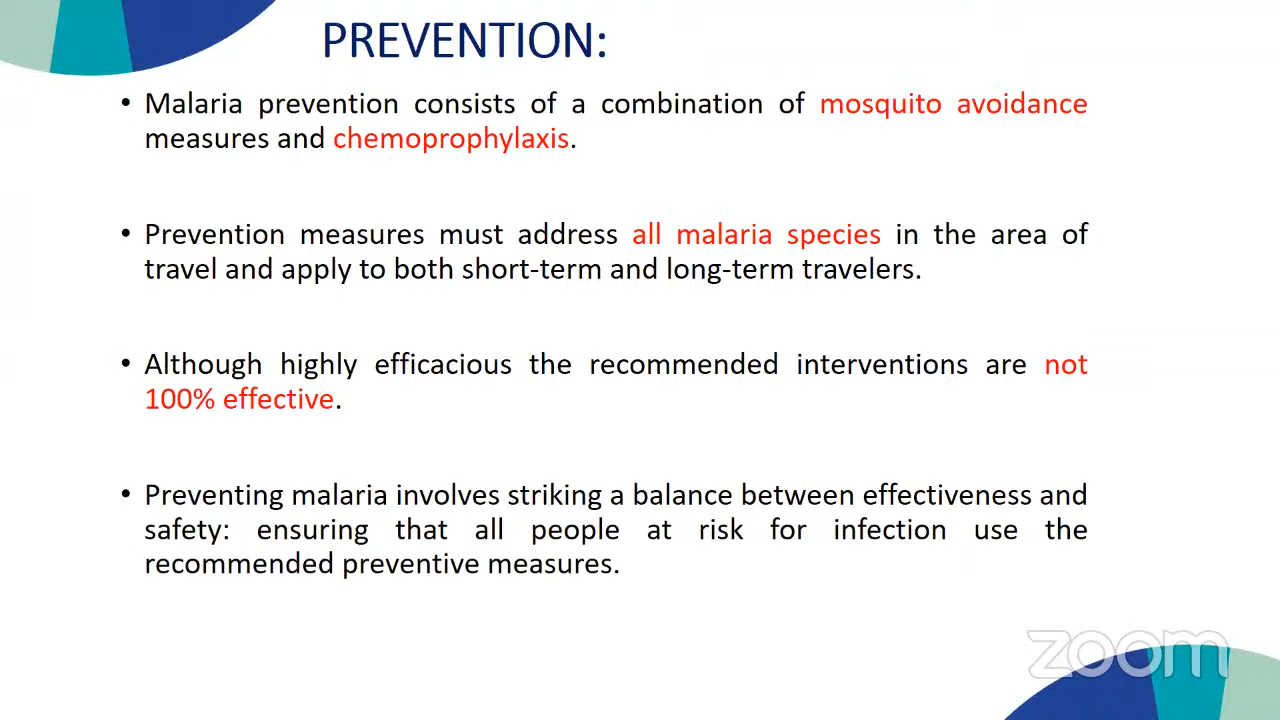 PREVENTION:
• Malaria prevention consists of a combination of mosquito avoidance
measures and chemoprophylaxis.
• Prevention measures must address all malaria species in the area of
travel and apply to both short-term and long-term travelers.
• Although highly efficacious the recommended interventions are not
100% effective.
• Preventing malaria involves striking a balance between effectiveness and
safety: ensuring that all people at risk for infection use the
recommended preventive measures.
zoom